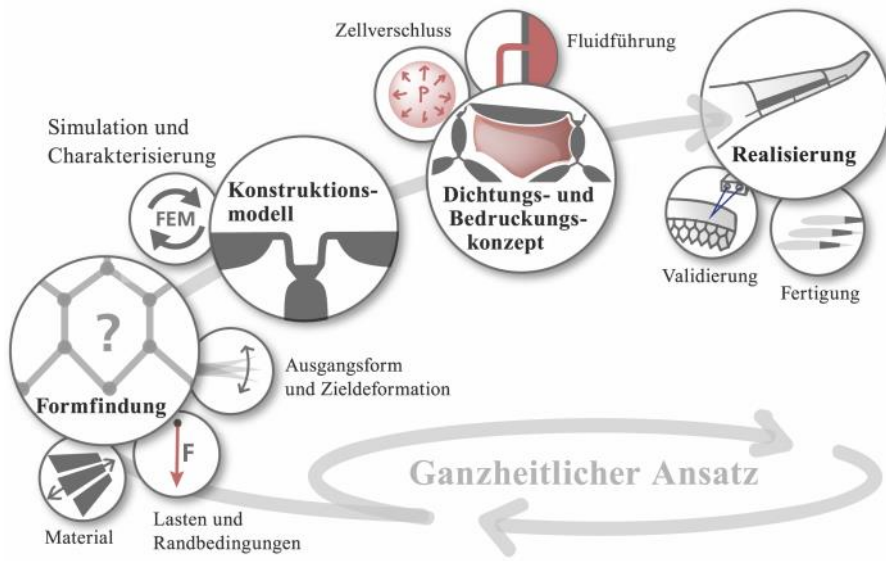 Zellverschluss
Fluidführung
Simulation und
Charakterisierung
FEM
P
Konstruktions-
modell
Dichtungs- und
Bedruckungs-
konzept
Realisierung
Validierung
Fertigung
?
Formfindung
Ausgangsform
und Zieldeformation
F
Material
Lasten und
Randbedingungen
Ganzheitlicher Ansatz